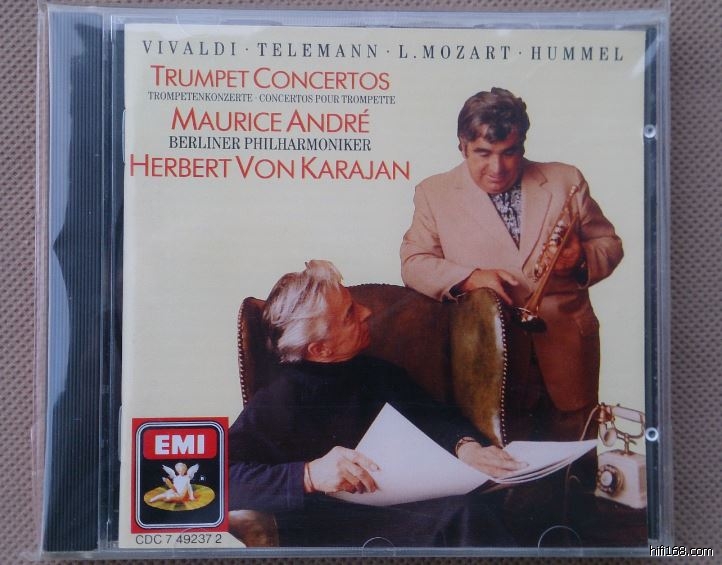 VIVALDI · TELEMANN · L. MOZART · HUMMEL
TRUMPET CONCERTOS
TROMPETENKONZERTE · CONCERTOS POUR TROMPETTE
MAURICE ANDRÉ
BERLINER PHILHARMONIKER
HERBERT VON KARAJAN
EMI
CDC 7 49237 2
hifi168.com